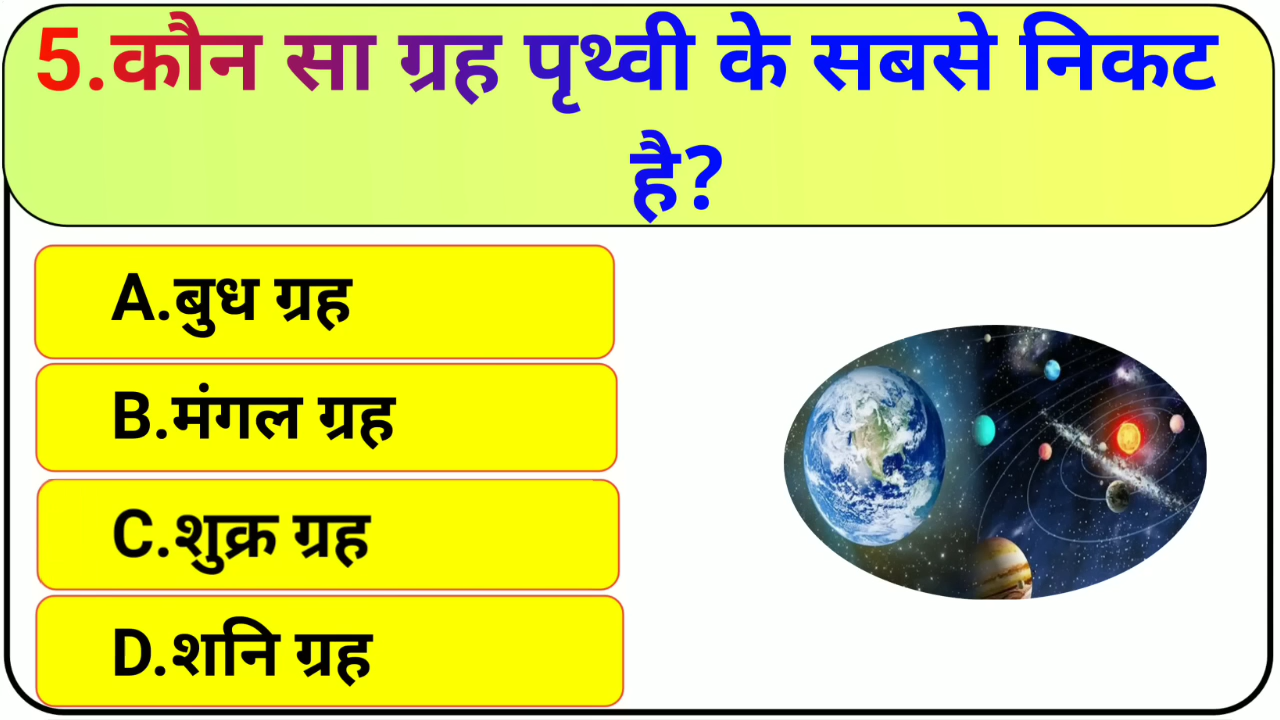 5.कौन सा ग्रह पृथ्वी के सबसे निकट
है?
A.बुध ग्रह
B.मंगल ग्रह
C.शुक्र ग्रह
D.शनि ग्रह